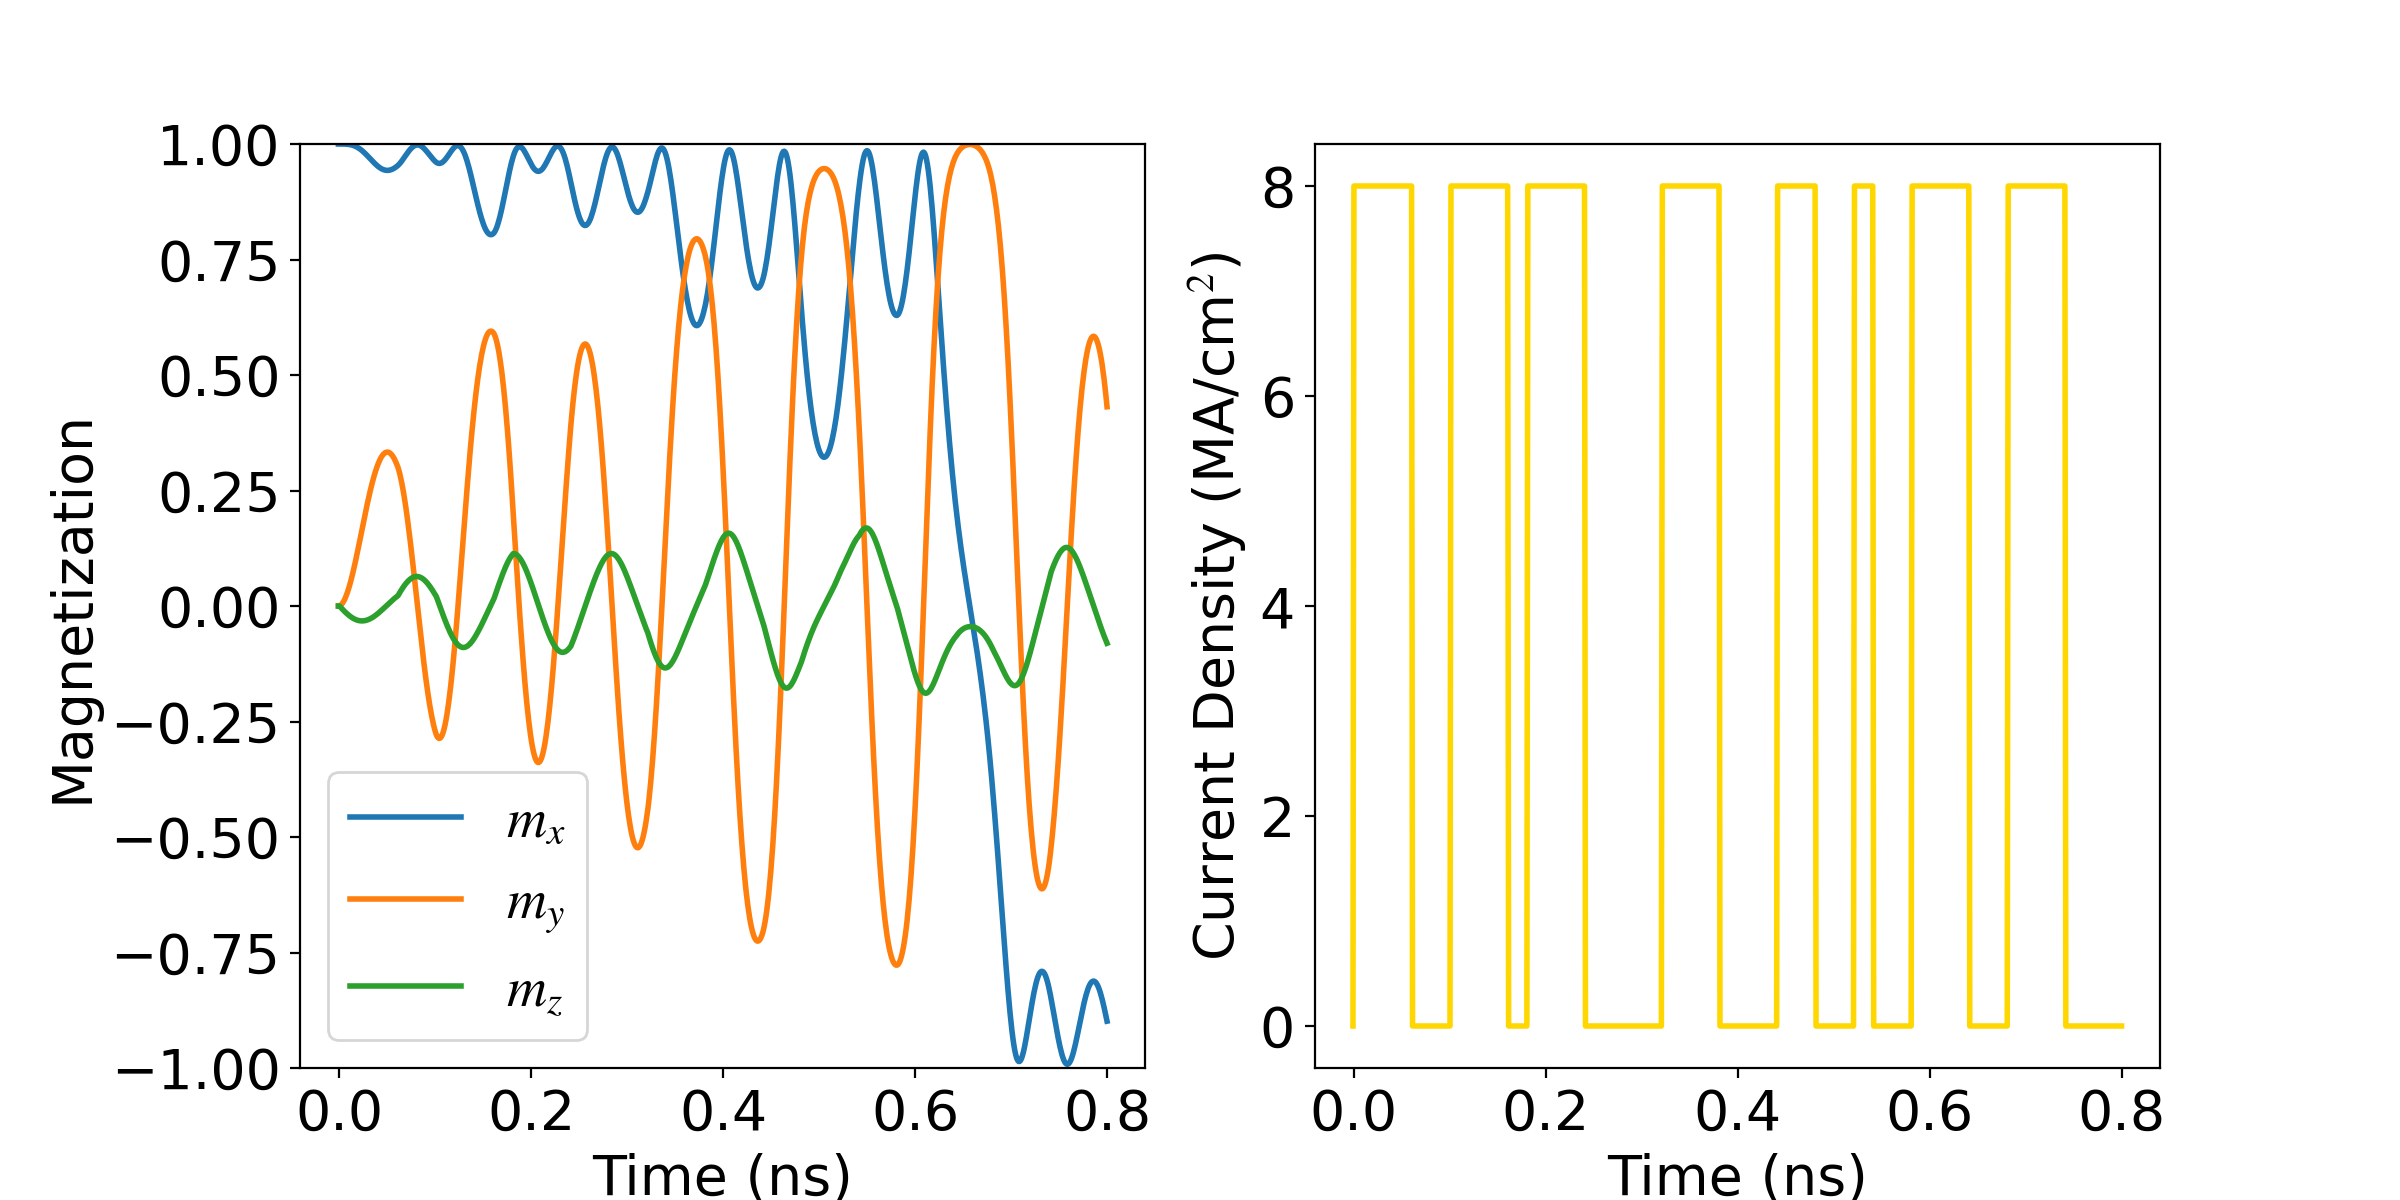 1.00
0.75
0.50
0.25
0.00
−0.25
−0.50
−0.75
−1.00
Magnetization
m_x
m_y
m_z
0.0 0.2 0.4 0.6 0.8
Time (ns)
8
6
4
2
0
Current Density (MA/cm²)
0.0 0.2 0.4 0.6 0.8
Time (ns)